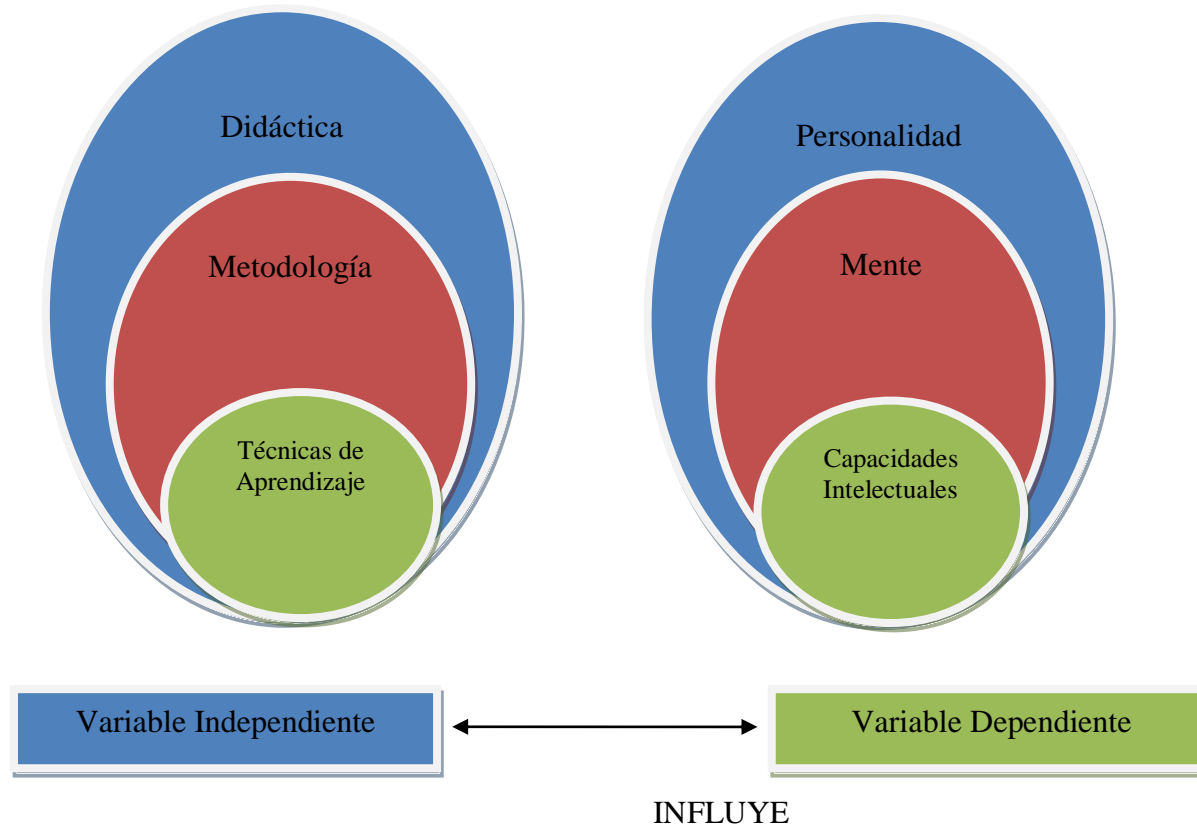 Didáctica
Personalidad
Metodología
Mente
Técnicas de
Aprendizaje
Capacidades
Intelectuales
Variable Independiente
Variable Dependiente
INFLUYE